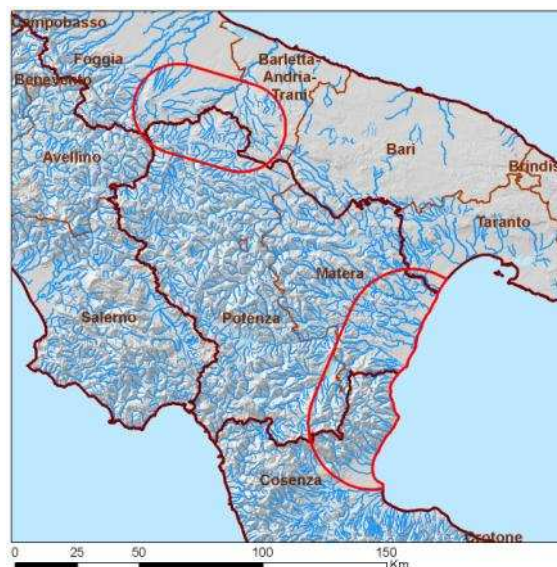 Campobasso
Foggia
Barletta-
Andria-
Trani
Benevento
Bari
Avellino
Brindis
Taranto
Matera
Salerno
Potenza
Cosenza
Crotone
0 25 50 100 150
Km